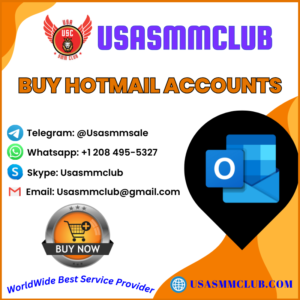 USASMMCLUB
BUY HOTMAIL ACCOUNTS
Telegram: @Usasmmsale
Whatsapp: +1 208 495-5327
Skype: Usasmmclub
Email: Usasmmclub@gmail.com
O
BUY NOW
WorldWide Best Service Provider
USASMMCLUB.COM